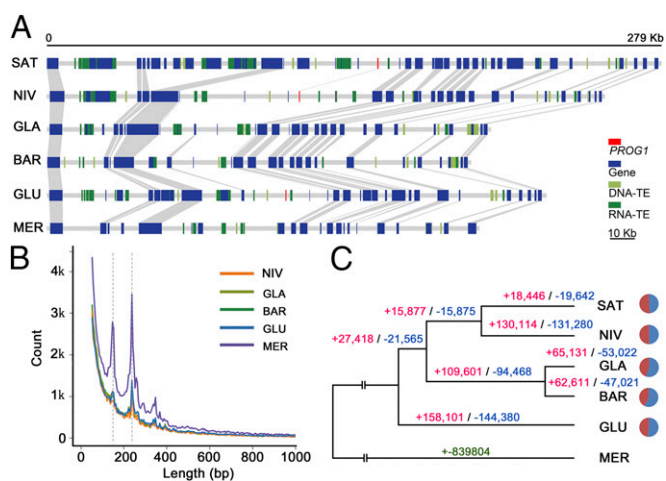 A
0 279 Kb
SAT
NIV
GLA
BAR
GLU
MER
PROG1
Gene
DNA-TE
RNA-TE
10 Kb
B
4k
3k
2k
1k
0
Count
0 200 400 600 800 1000
Length (bp)
NIV
GLA
BAR
GLU
MER
C
+18,446 / -19,642
SAT
+15,877 / -15,875
+130,114 / -131,280
NIV
+27,418 / -21,565
+65,131 / -53,022
GLA
+109,601 / -94,468
+62,611 / -47,021
BAR
+158,101 / -144,380
GLU
+-839804
MER